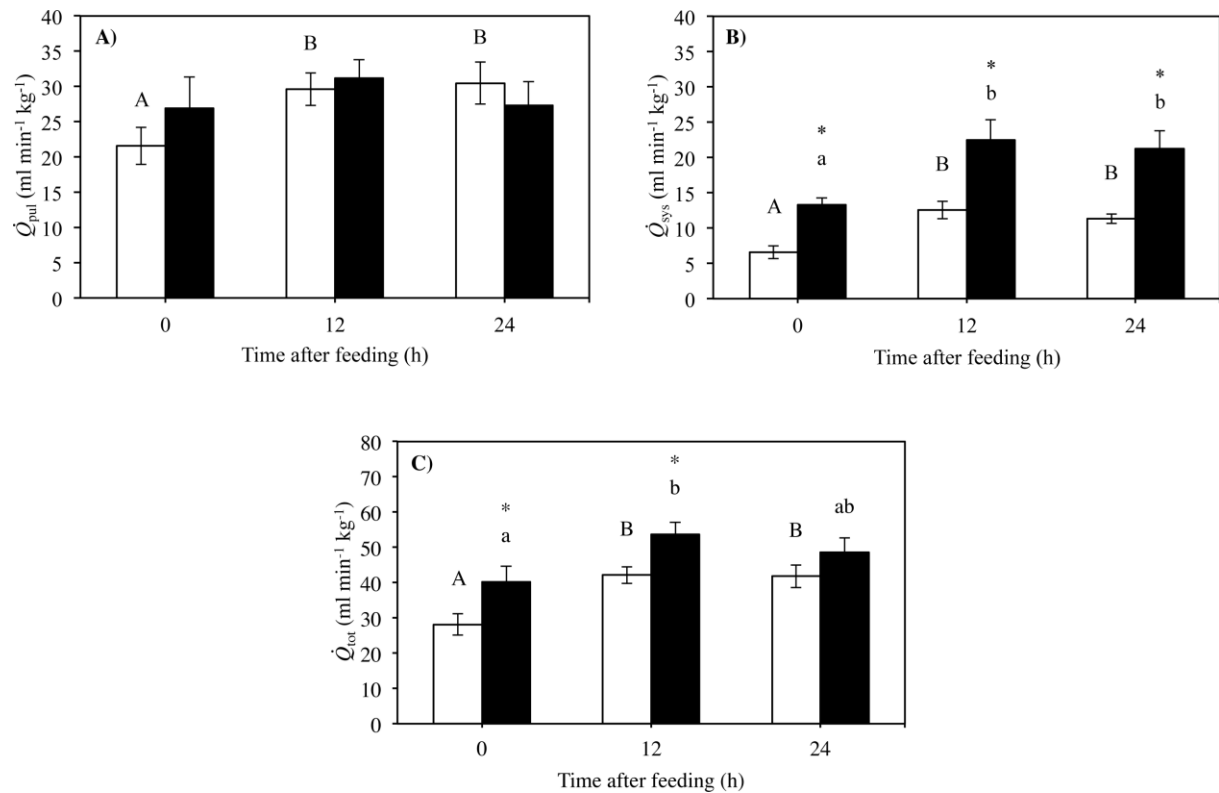 A)
40
35
30
25
20
15
10
5
0
A
B
B
Q̇pul (ml min-1 kg-1)
0 12 24
Time after feeding (h)
B)
40
35
30
25
20
15
10
5
0
*
*
*
A
a
B
b
B
b
Q̇sys (ml min-1 kg-1)
0 12 24
Time after feeding (h)
C)
80
70
60
50
40
30
20
10
0
*
*
A
a
B
b
B
ab
Q̇tot (ml min-1 kg-1)
0 12 24
Time after feeding (h)